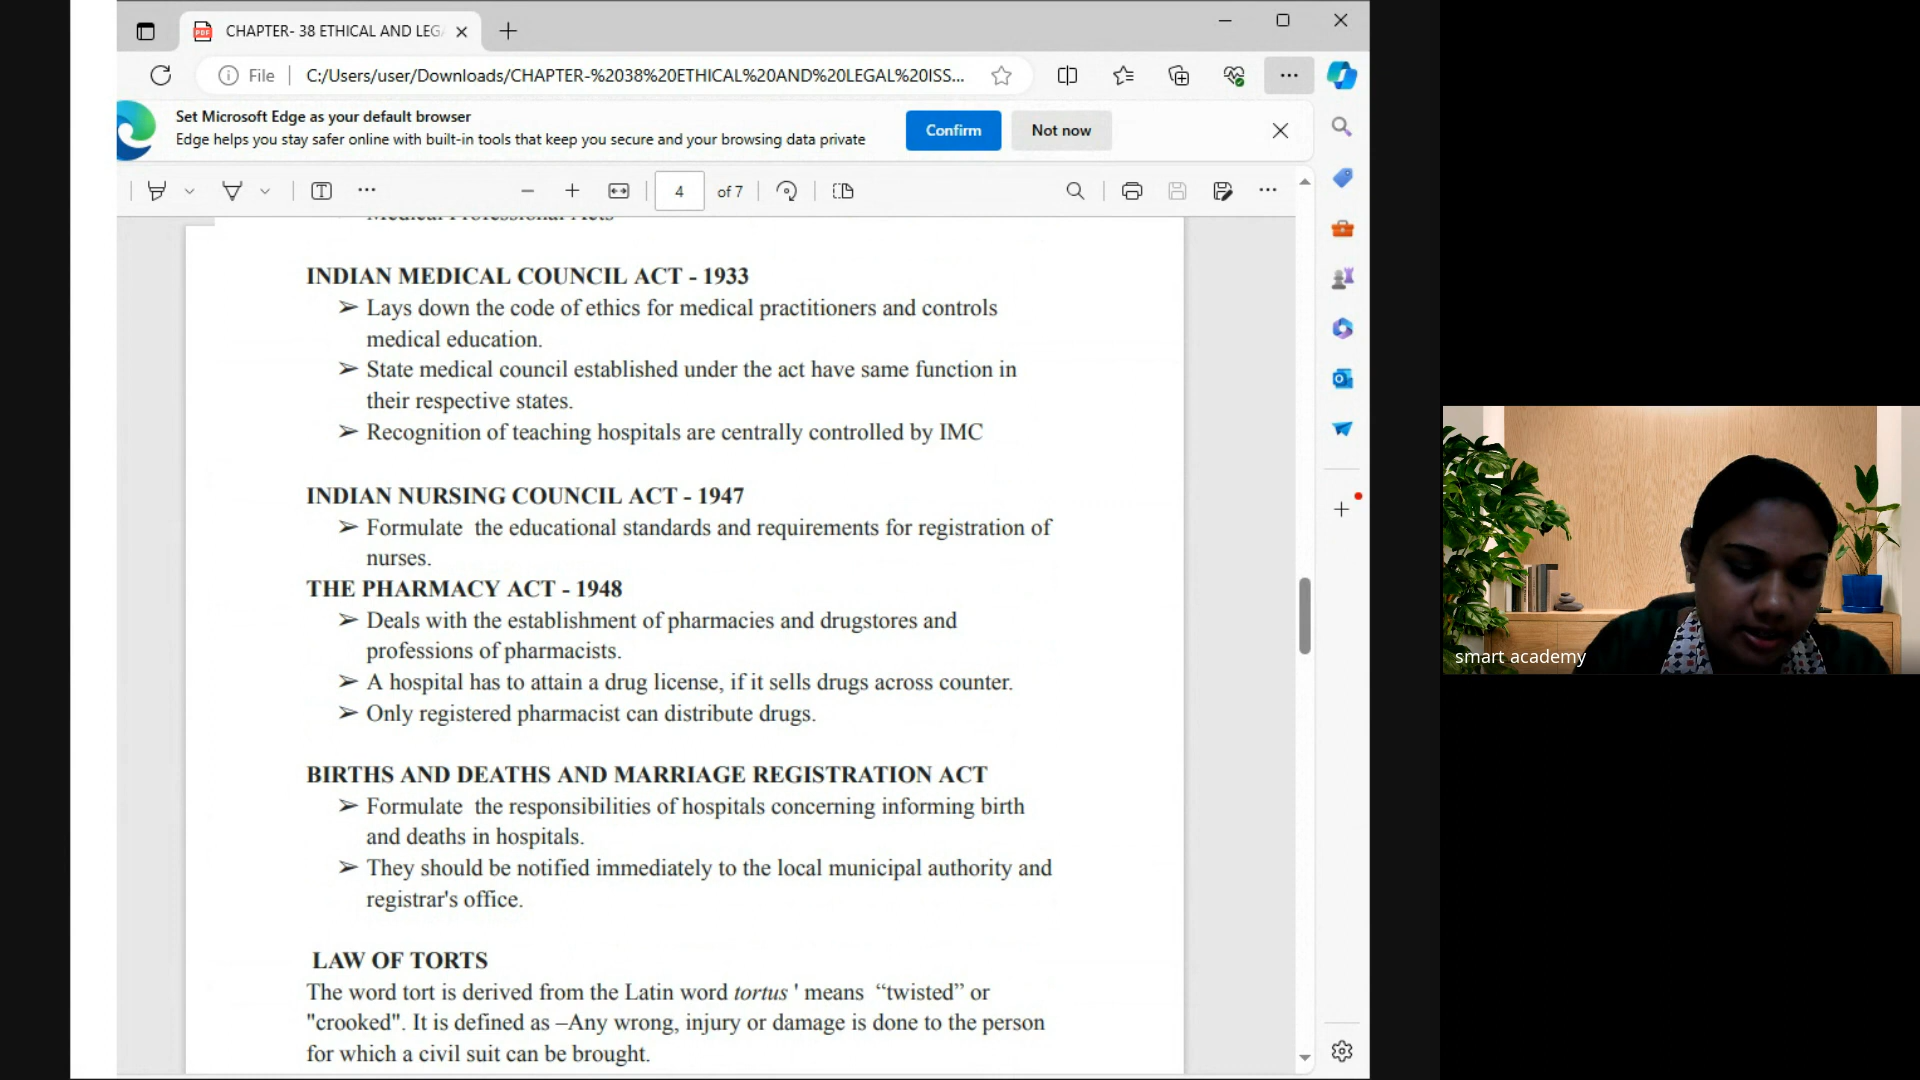 CHAPTER- 38 ETHICAL AND LEG
File
C:/Users/user/Downloads/CHAPTER-%2038%20ETHICAL%20AND%20LEGAL%20ISS...
Set Microsoft Edge as your default browser
Edge helps you stay safer online with built-in tools that keep you secure and your browsing data private
Confirm
Not now
4 of 7
Medical Professional Acts
INDIAN MEDICAL COUNCIL ACT - 1933
➢ Lays down the code of ethics for medical practitioners and controls
medical education.
➢ State medical council established under the act have same function in
their respective states.
➢ Recognition of teaching hospitals are centrally controlled by IMC
INDIAN NURSING COUNCIL ACT - 1947
➢ Formulate the educational standards and requirements for registration of
nurses.
THE PHARMACY ACT - 1948
➢ Deals with the establishment of pharmacies and drugstores and
professions of pharmacists.
➢ A hospital has to attain a drug license, if it sells drugs across counter.
➢ Only registered pharmacist can distribute drugs.
BIRTHS AND DEATHS AND MARRIAGE REGISTRATION ACT
➢ Formulate the responsibilities of hospitals concerning informing birth
and deaths in hospitals.
➢ They should be notified immediately to the local municipal authority and
registrar's office.
LAW OF TORTS
The word tort is derived from the Latin word tortus ' means “twisted” or
"crooked". It is defined as –Any wrong, injury or damage is done to the person
for which a civil suit can be brought.
smart academy